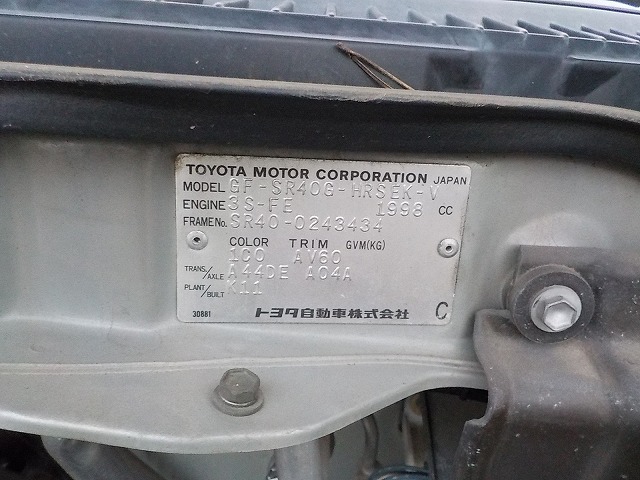 TOYOTA MOTOR CORPORATION JAPAN
MODEL GF-SR40G-HRSEK-V
ENGINE 3S-FE 1998 CC
FRAME No. SR40-0243434
COLOR TRIM GVM(KG)
1C0 AV60
TRANS./AXLE A44DE A04A
PLANT/BUILT K11
30881 トヨタ自動車株式会社 C